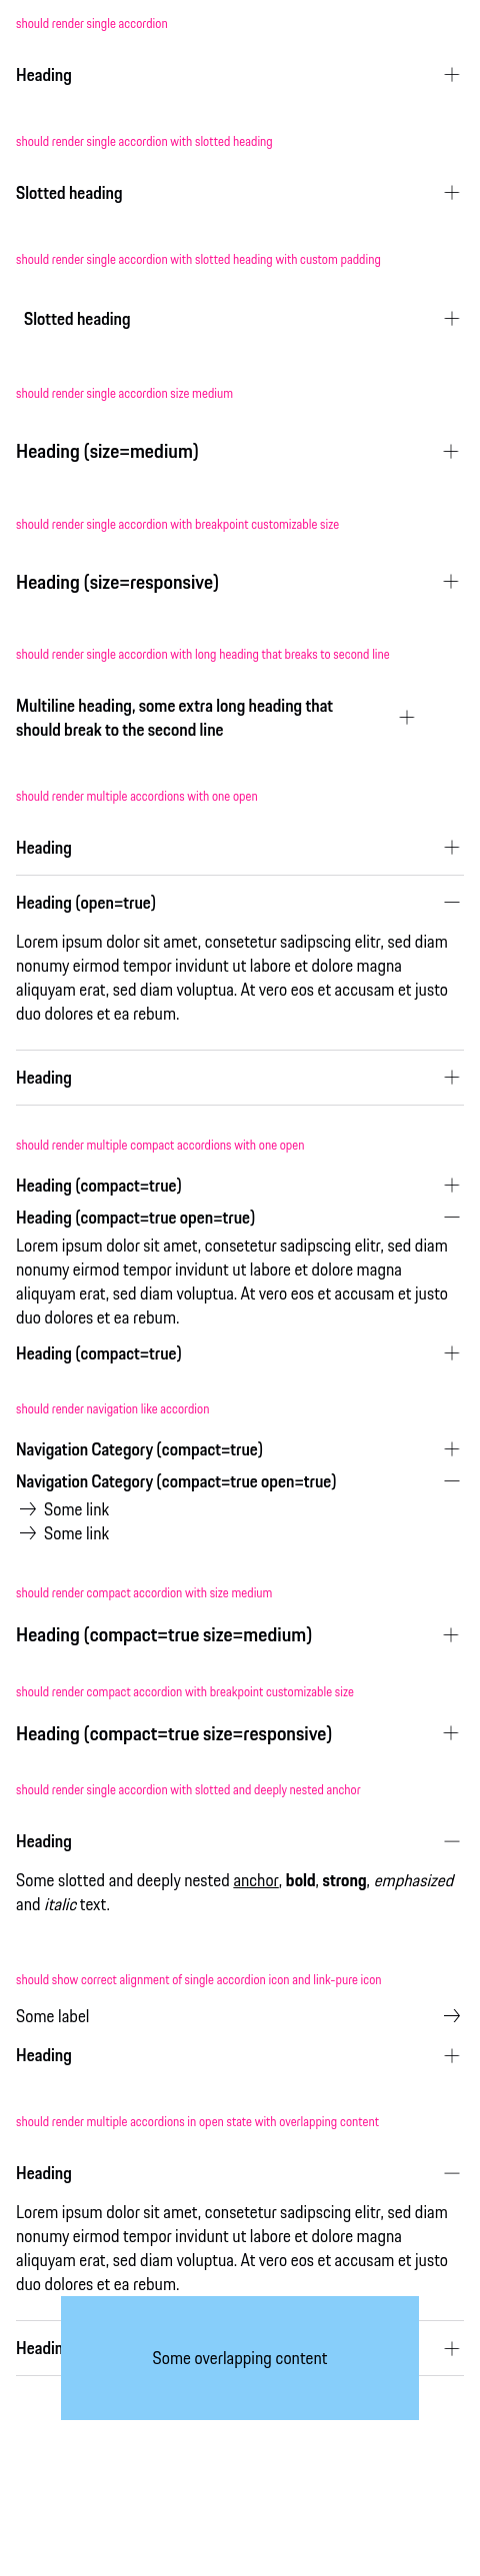 should render single accordion
Heading
should render single accordion with slotted heading
Slotted heading
should render single accordion with slotted heading with custom padding
Slotted heading
should render single accordion size medium
Heading (size=medium)
should render single accordion with breakpoint customizable size
Heading (size=responsive)
should render single accordion with long heading that breaks to second line
Multiline heading, some extra long heading that
should break to the second line
should render multiple accordions with one open
Heading
Heading (open=true)
Lorem ipsum dolor sit amet, consetetur sadipscing elitr, sed diam
nonumy eirmod tempor invidunt ut labore et dolore magna
aliquyam erat, sed diam voluptua. At vero eos et accusam et justo
duo dolores et ea rebum.
Heading
should render multiple compact accordions with one open
Heading (compact=true)
Heading (compact=true open=true)
Lorem ipsum dolor sit amet, consetetur sadipscing elitr, sed diam
nonumy eirmod tempor invidunt ut labore et dolore magna
aliquyam erat, sed diam voluptua. At vero eos et accusam et justo
duo dolores et ea rebum.
Heading (compact=true)
should render navigation like accordion
Navigation Category (compact=true)
Navigation Category (compact=true open=true)
Some link
Some link
should render compact accordion with size medium
Heading (compact=true size=medium)
should render compact accordion with breakpoint customizable size
Heading (compact=true size=responsive)
should render single accordion with slotted and deeply nested anchor
Heading
Some slotted and deeply nested anchor, bold, strong, emphasized
and italic text.
should show correct alignment of single accordion icon and link-pure icon
Some label
Heading
should render multiple accordions in open state with overlapping content
Heading
Lorem ipsum dolor sit amet, consetetur sadipscing elitr, sed diam
nonumy eirmod tempor invidunt ut labore et dolore magna
aliquyam erat, sed diam voluptua. At vero eos et accusam et justo
duo dolores et ea rebum.
Headin
Some overlapping content